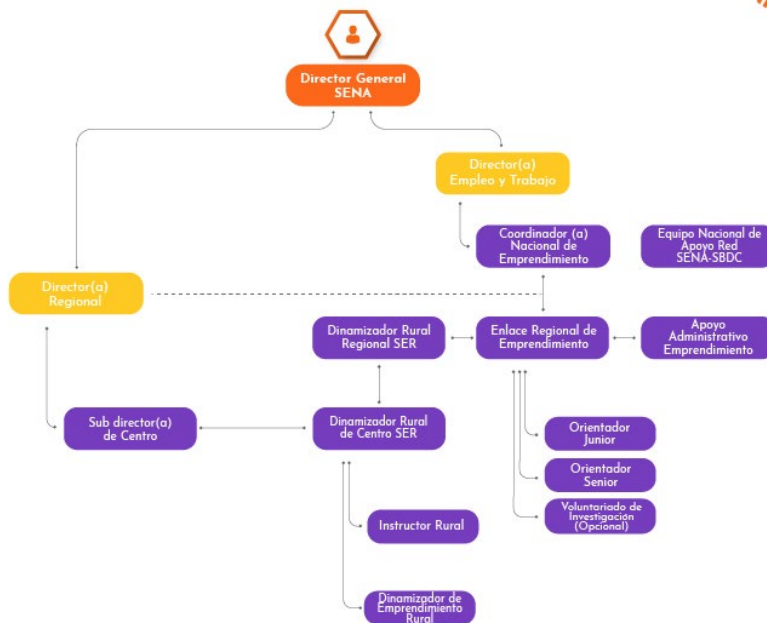 Director General
SENA
Director(a)
Empleo y Trabajo
Coordinador (a)
Nacional de
Emprendimiento
Equipo Nacional de
Apoyo Red
SENA-SBDC
Director(a)
Regional
Dinamizador Rural
Regional SER
Enlace Regional de
Emprendimiento
Apoyo
Administrativo
Emprendimiento
Sub director(a)
de Centro
Dinamizador Rural
de Centro SER
Orientador
Junior
Orientador
Senior
Voluntariado de
Investigación
(Opcional)
Instructor Rural
Dinamizador de
Emprendimiento
Rural